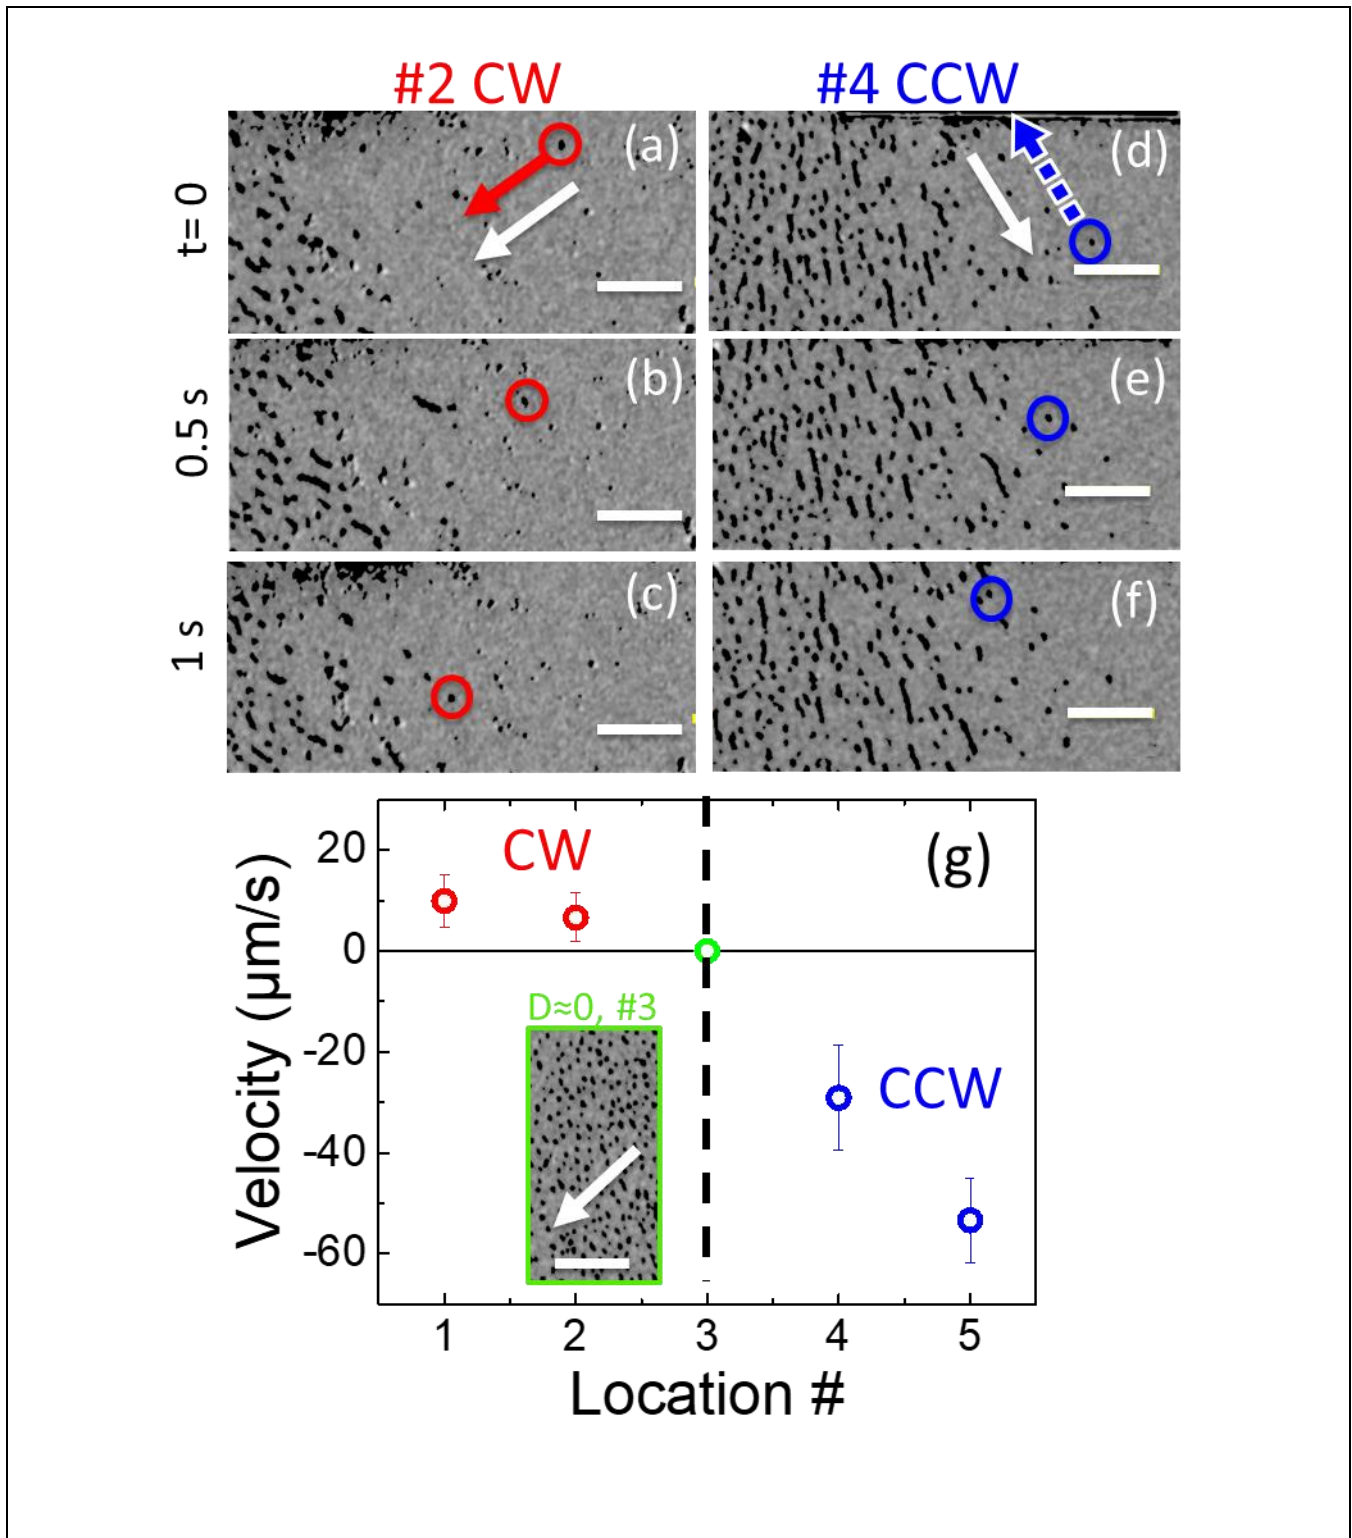 #2 CW #4 CCW
t= 0
(a)
(d)
0.5 s
(b)
(e)
1 s
(c)
(f)
Velocity (μm/s)
20
0
-20
-40
-60
CW
(g)
D≈0, #3
CCW
1 2 3 4 5
Location #